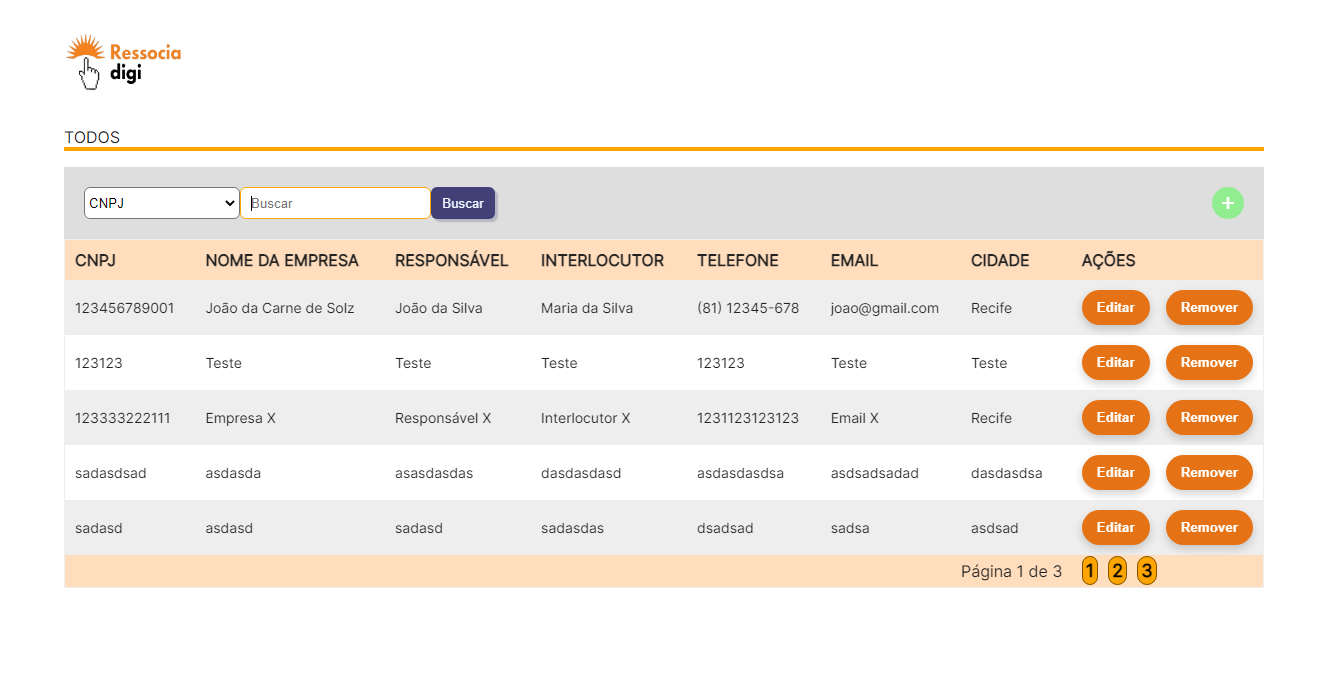 Ressocia
digi
TODOS
CNPJ Buscar Buscar +
CNPJ NOME DA EMPRESA RESPONSÁVEL INTERLOCUTOR TELEFONE EMAIL CIDADE AÇÕES
123456789001 João da Carne de Solz João da Silva Maria da Silva (81) 12345-678 joao@gmail.com Recife Editar Remover
123123 Teste Teste Teste 123123 Teste Teste Editar Remover
123333222111 Empresa X Responsável X Interlocutor X 1231123123123 Email X Recife Editar Remover
sadasdsad asdasda asasdasdas dasdasdasd asdasdasdsa asdsadsadad dasdasdsa Editar Remover
sadasd asdasd sadasd sadasdas dsadsad sadsa asdsad Editar Remover
Página 1 de 3 1 2 3